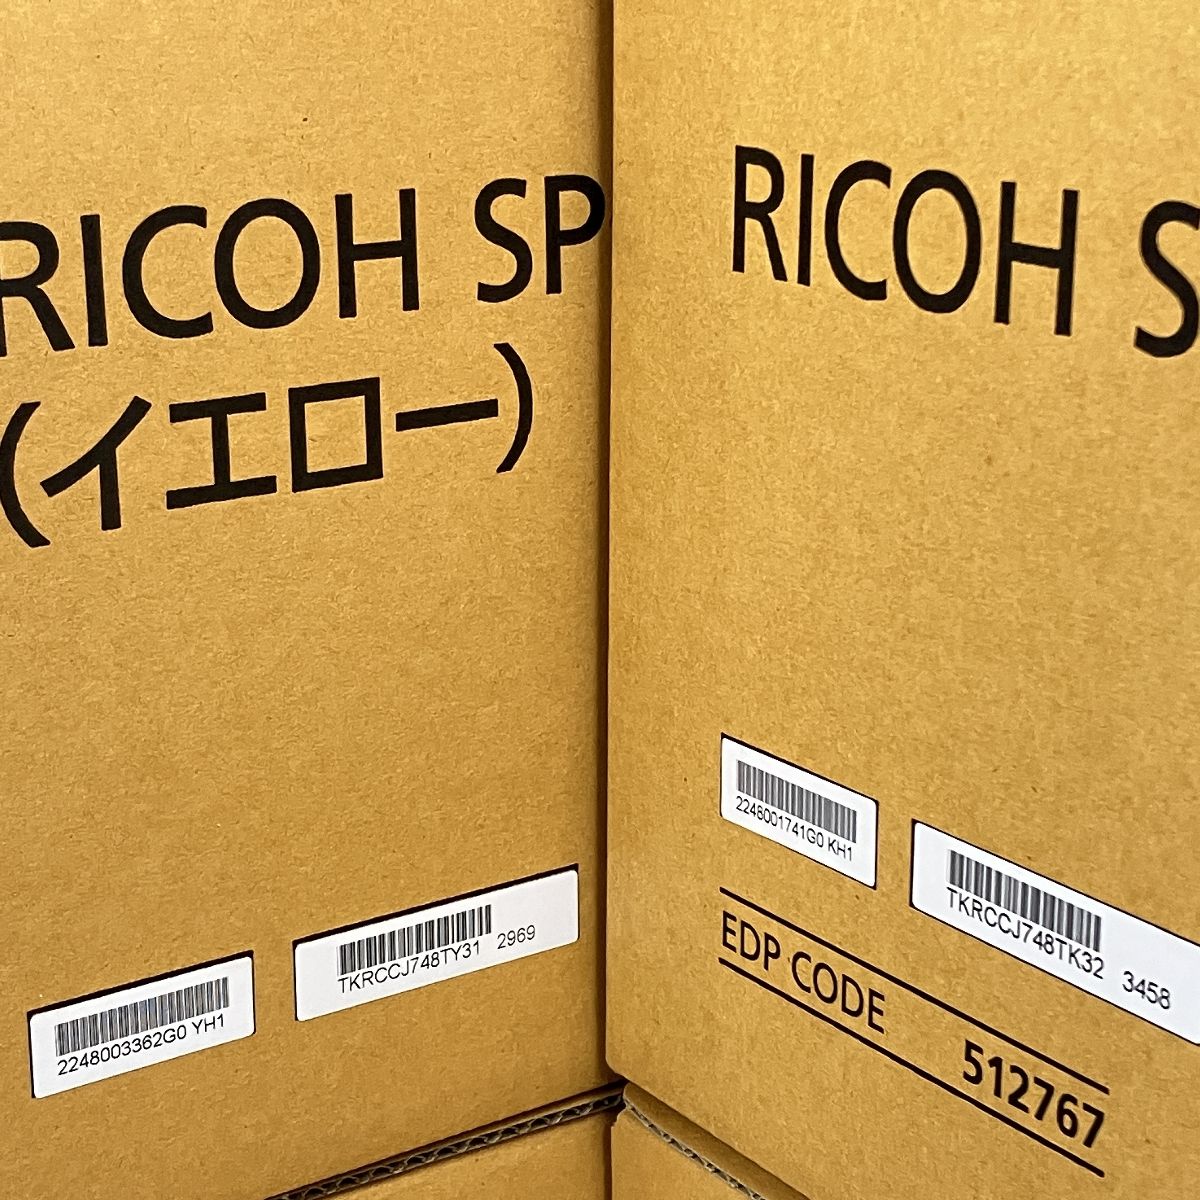 RICOH SP
(イエロー)
2248003362G0 YH1
TKRCCJ748TY31 2969
RICOH S
2248001741G0 KH1
TKRCCJ748TK32 3458
EDP CODE 512767